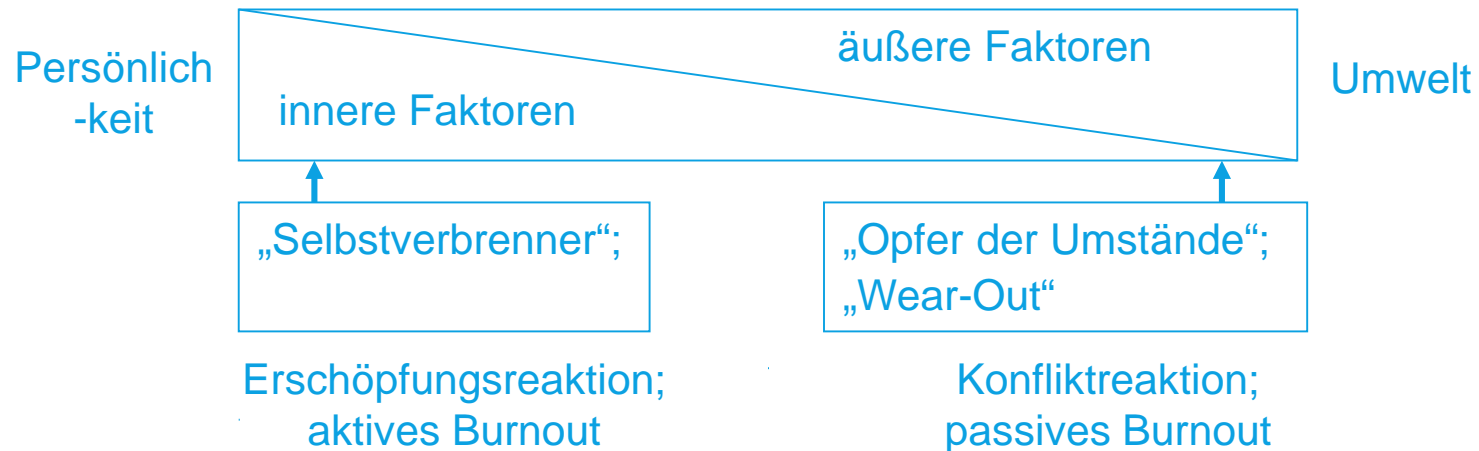 äußere Faktoren
Persönlich
-keit
Umwelt
innere Faktoren
„Selbstverbrenner“;
„Opfer der Umstände“;
„Wear-Out“
Erschöpfungsreaktion;
aktives Burnout
Konfliktreaktion;
passives Burnout